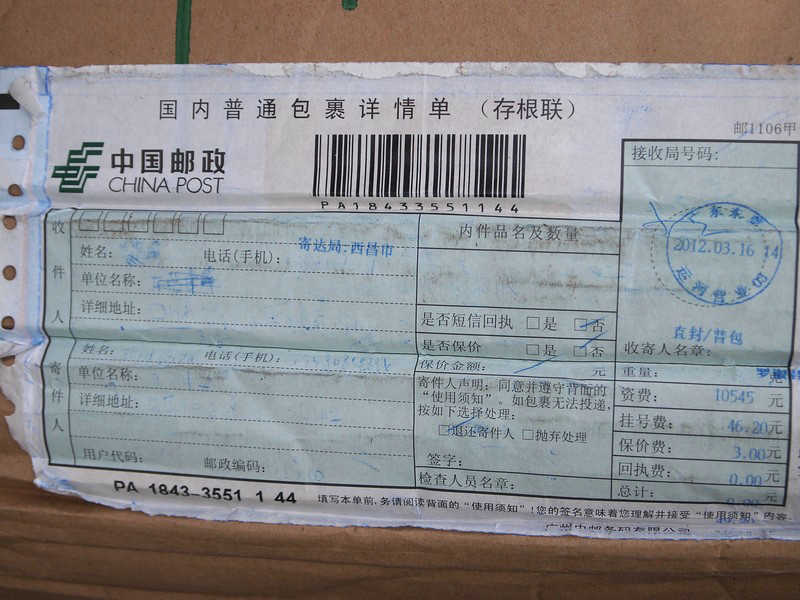 国内普通包裹详情单 (存根联)
邮1106甲
中国邮政
CHINA POST
PA18433551144
接收局号码:
收件人
姓名:
电话(手机):
寄达局:西昌市
单位名称:
详细地址:
内件品名及数量
2012.03.16 14
运河营业
是否短信回执 □是 □否
是否保价 □是 □否
保价金额: 元
直封/昔包
收寄人名章:
寄件人
姓名:
电话(手机):
单位名称:
详细地址:
用户代码:
邮政编码:
寄件人声明:同意并遵守背面的
“使用须知”。如包裹无法投递,
按如下选择处理:
□退还寄件人 □抛弃处理
签字:
检查人员名章:
重量: 10545 元
资费: 46.20元
挂号费: 3.00元
保价费: 0.00元
回执费:
总计:
PA 1843-3551 1 44
填写本单前,务请阅读背面的“使用须知”!您的签名意味着您理解并接受“使用须知”内容.